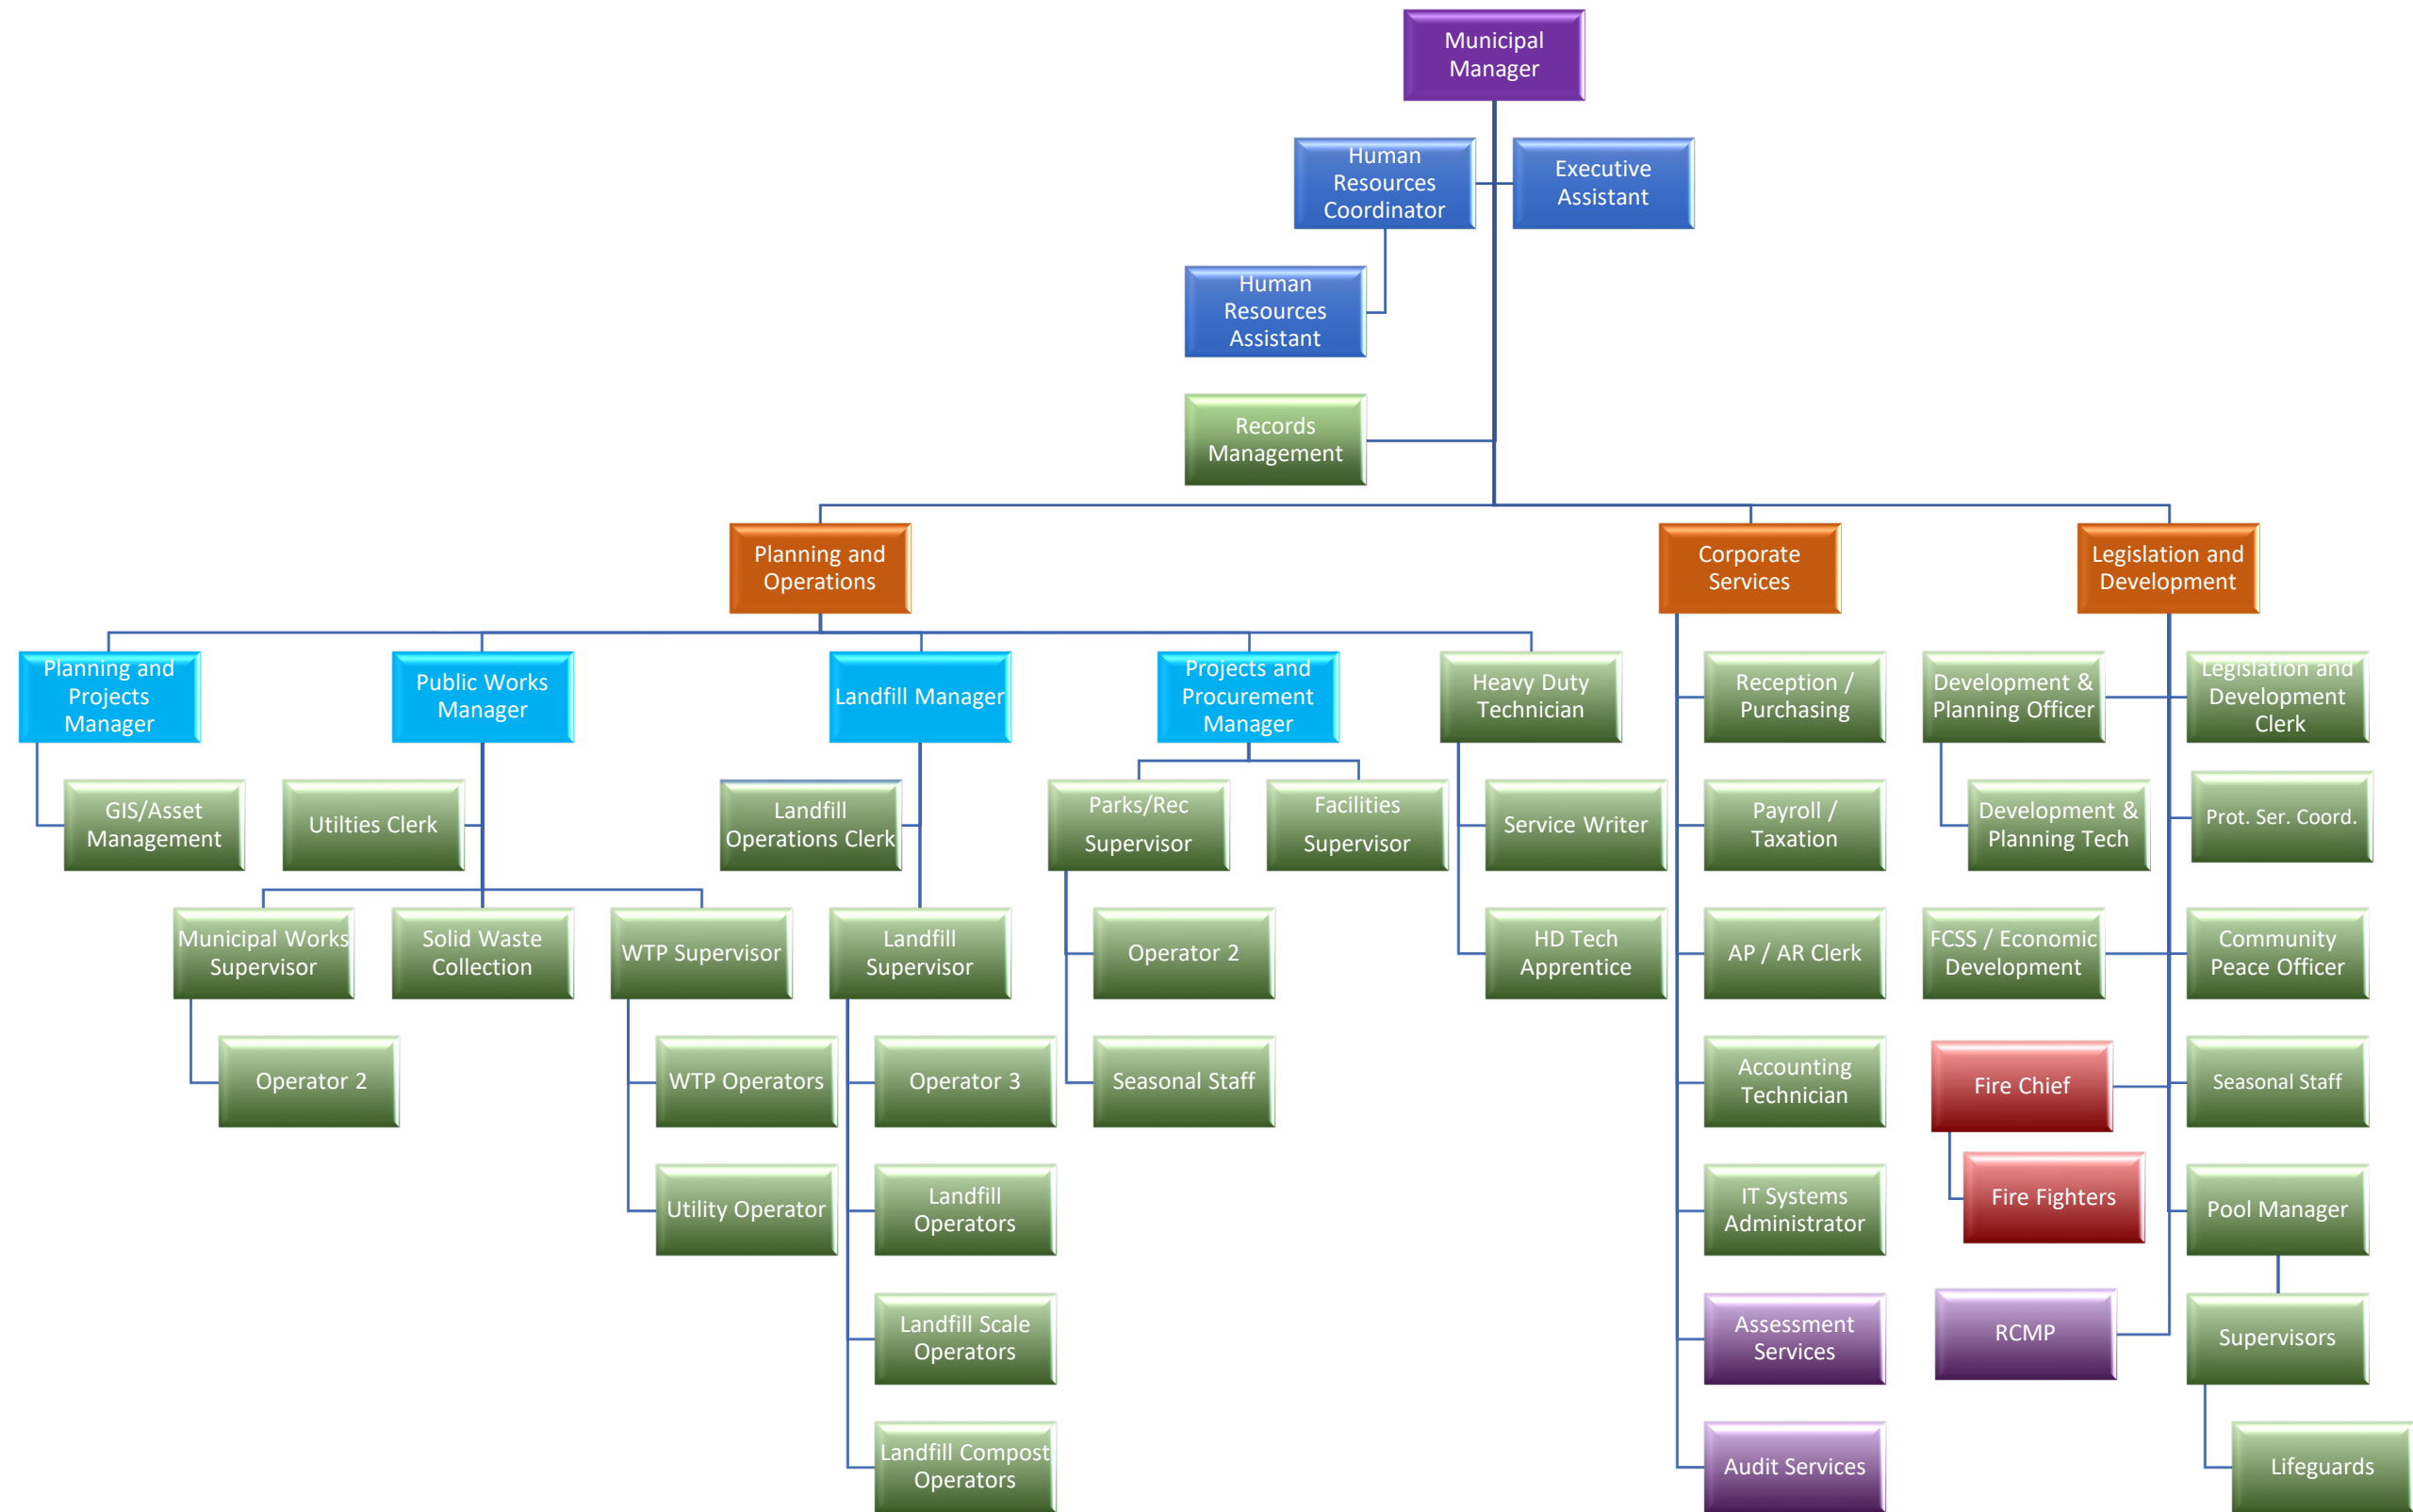 Municipal
Manager
Human
Resources
Coordinator
Executive
Assistant
Human
Resources
Assistant
Records
Management
Planning and
Operations
Corporate
Services
Legislation and
Development
Planning and
Projects
Manager
Public Works
Manager
Landfill Manager
Projects and
Procurement
Manager
Heavy Duty
Technician
Reception /
Purchasing
Development &
Planning Officer
Legislation and
Development
Clerk
GIS/Asset
Management
Utilties Clerk
Landfill
Operations Clerk
Parks/Rec
Supervisor
Facilities
Supervisor
Service Writer
Payroll /
Taxation
Development &
Planning Tech
Prot. Ser. Coord.
Municipal Works
Supervisor
Solid Waste
Collection
WTP Supervisor
Landfill
Supervisor
Operator 2
HD Tech
Apprentice
AP / AR Clerk
FCSS / Economic
Development
Community
Peace Officer
Operator 2
WTP Operators
Operator 3
Seasonal Staff
Accounting
Technician
Fire Chief
Seasonal Staff
Utility Operator
Landfill
Operators
IT Systems
Administrator
Fire Fighters
Pool Manager
Landfill Scale
Operators
Assessment
Services
RCMP
Supervisors
Landfill Compost
Operators
Audit Services
Lifeguards